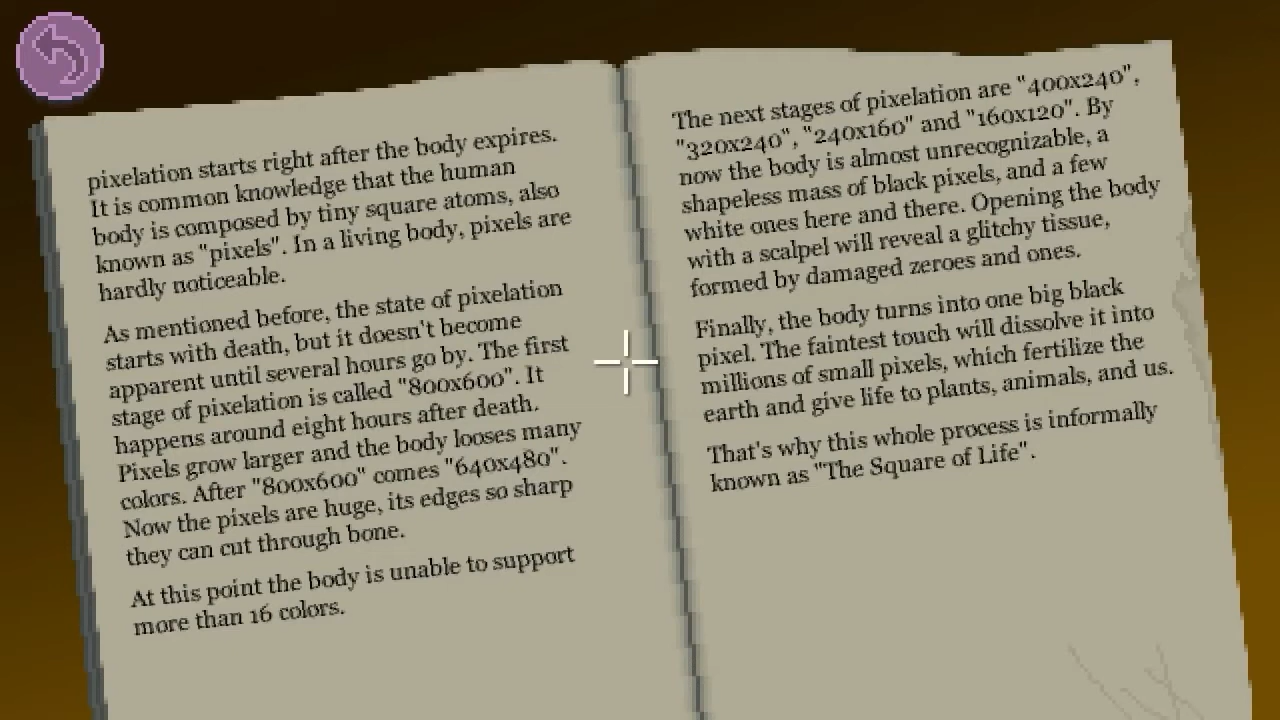 pixelation starts right after the body expires.
It is common knowledge that the human
body is composed by tiny square atoms, also
known as "pixels". In a living body, pixels are
hardly noticeable.
As mentioned before, the state of pixelation
starts with death, but it doesn't become
apparent until several hours go by. The first
stage of pixelation is called "800x600". It
happens around eight hours after death.
Pixels grow larger and the body looses many
colors. After "800x600" comes "640x480".
Now the pixels are huge, its edges so sharp
they can cut through bone.
At this point the body is unable to support
more than 16 colors.
The next stages of pixelation are "400x240",
"320x240", "240x160" and "160x120". By
now the body is almost unrecognizable, a
shapeless mass of black pixels, and a few
white ones here and there. Opening the body
with a scalpel will reveal a glitchy tissue,
formed by damaged zeroes and ones.
Finally, the body turns into one big black
pixel. The faintest touch will dissolve it into
millions of small pixels, which fertilize the
earth and give life to plants, animals, and us.
That's why this whole process is informally
known as "The Square of Life".